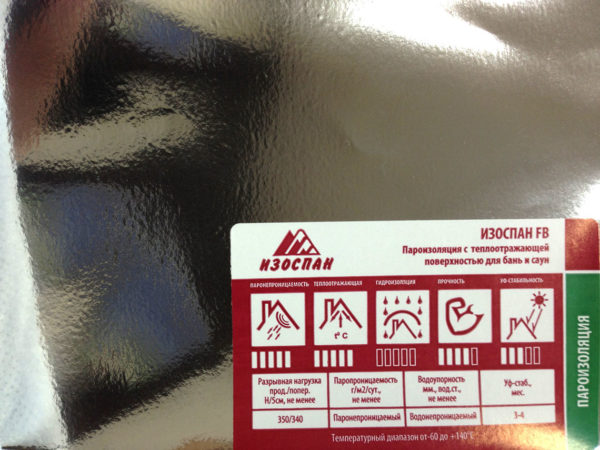 ИЗОСПАН
ИЗОСПАН FB
Пароизоляция с теплоотражающей
поверхностью для бань и саун
ПАРОНЕПРОНИЦАЕМОСТЬ ТЕПЛООТРАЖАЮЩАЯ ГИДРОИЗОЛЯЦИЯ ПРОЧНОСТЬ УФ-СТАБИЛЬНОСТЬ
t° C
Разрывная нагрузка
прод./попер.
Н/5см, не менее
Паропроницаемость
г/м2/сут.,
не менее
Водоупорность
мм., вод.ст.,
не менее
Уф-стаб.,
мес.
350/340 Паронепроницаемый Водонепроницаемый 3-4
Температурный диапазон от-60 до +140°С
ПАРОИЗОЛЯЦИЯ